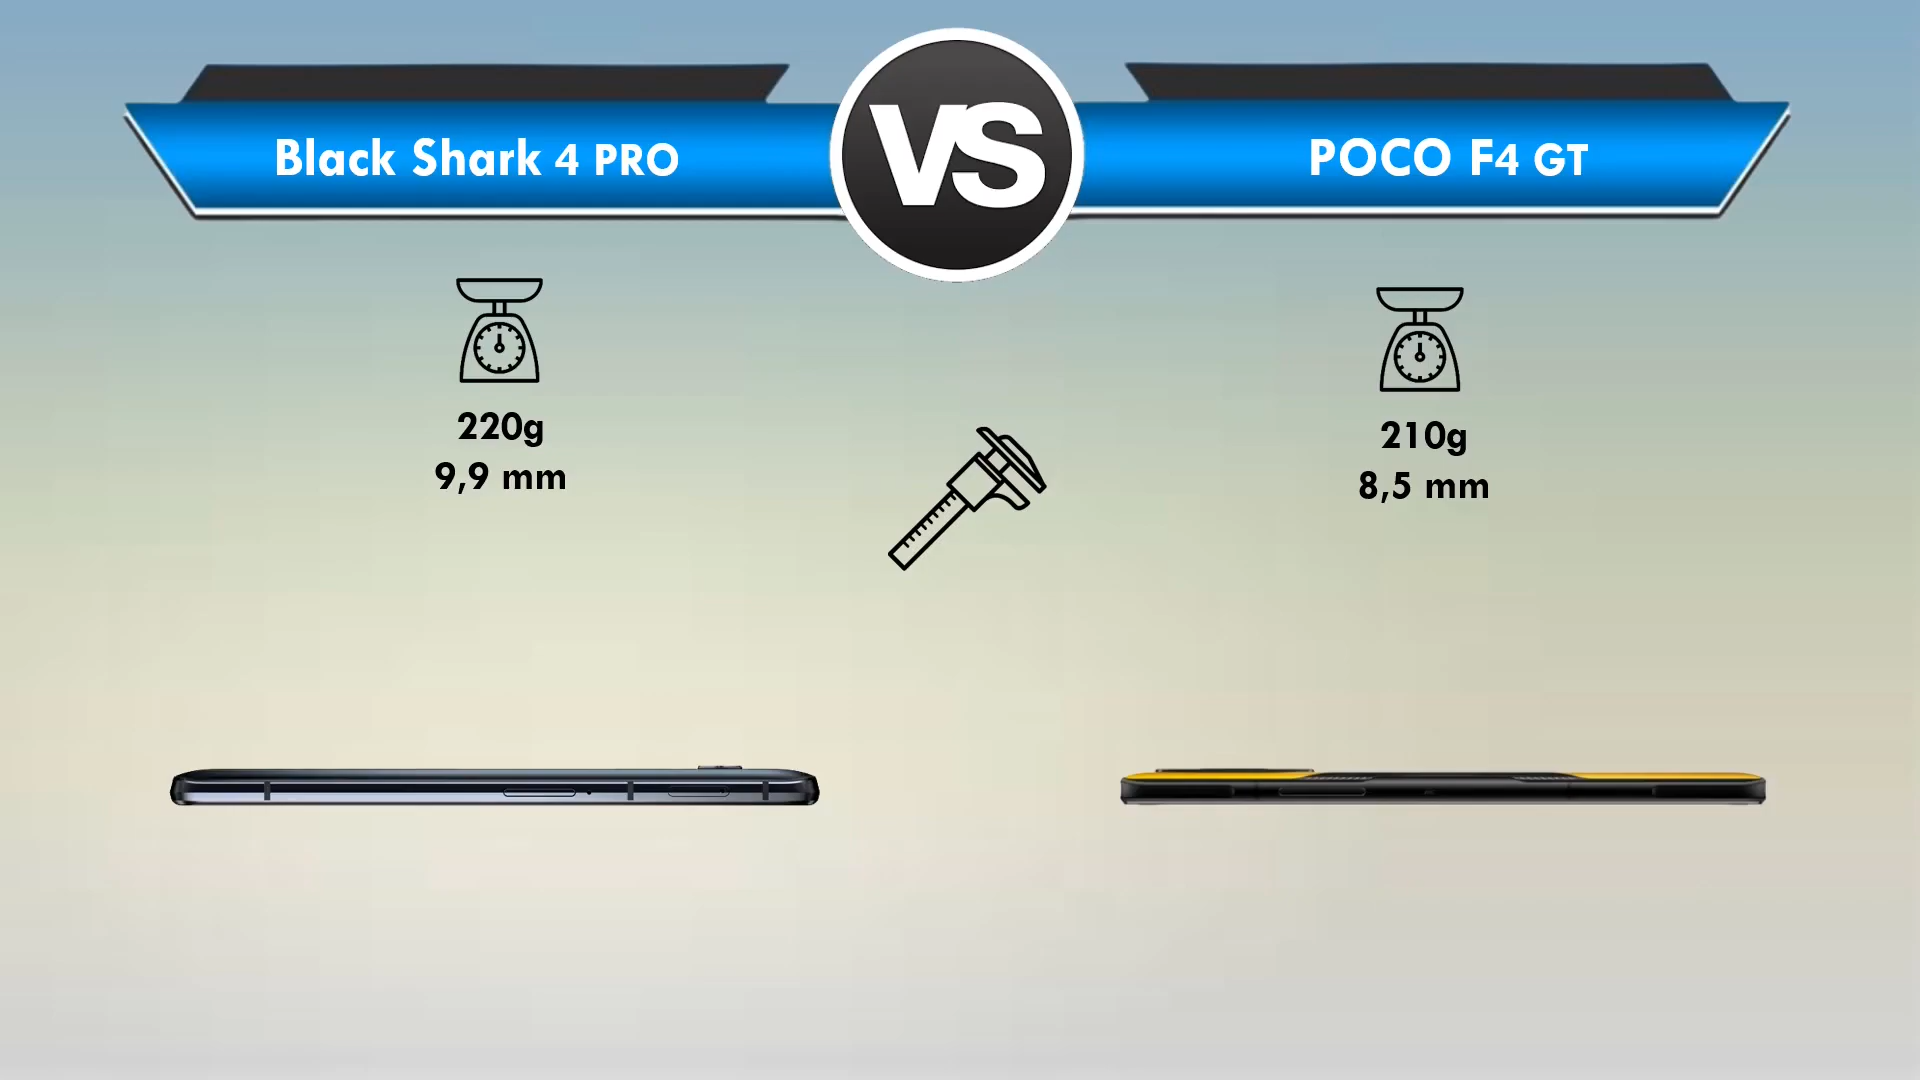 Black Shark 4 PRO
VS
POCO F4 GT
220g
9,9 mm
210g
8,5 mm